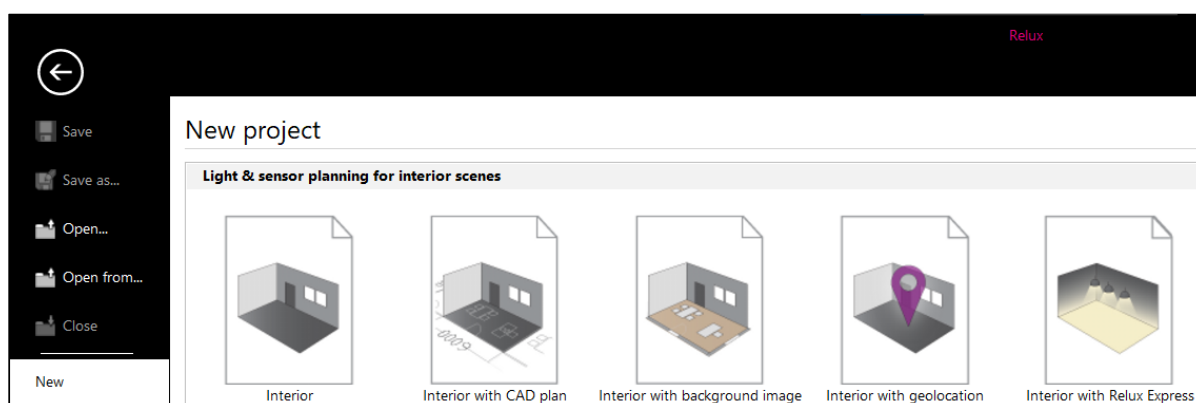 Relux
Save
Save as...
Open...
Open from...
Close
New
New project
Light & sensor planning for interior scenes
-0009
Interior
Interior with CAD plan
Interior with background image
Interior with geolocation
Interior with Relux Express